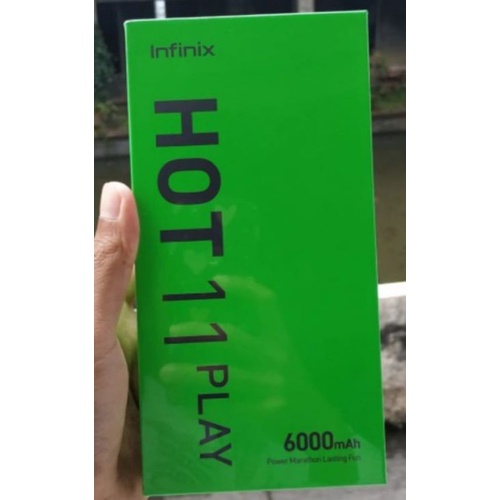 Infinix
HOT 11 PLAY
6000mAh
Power Marathon Lasting Fun